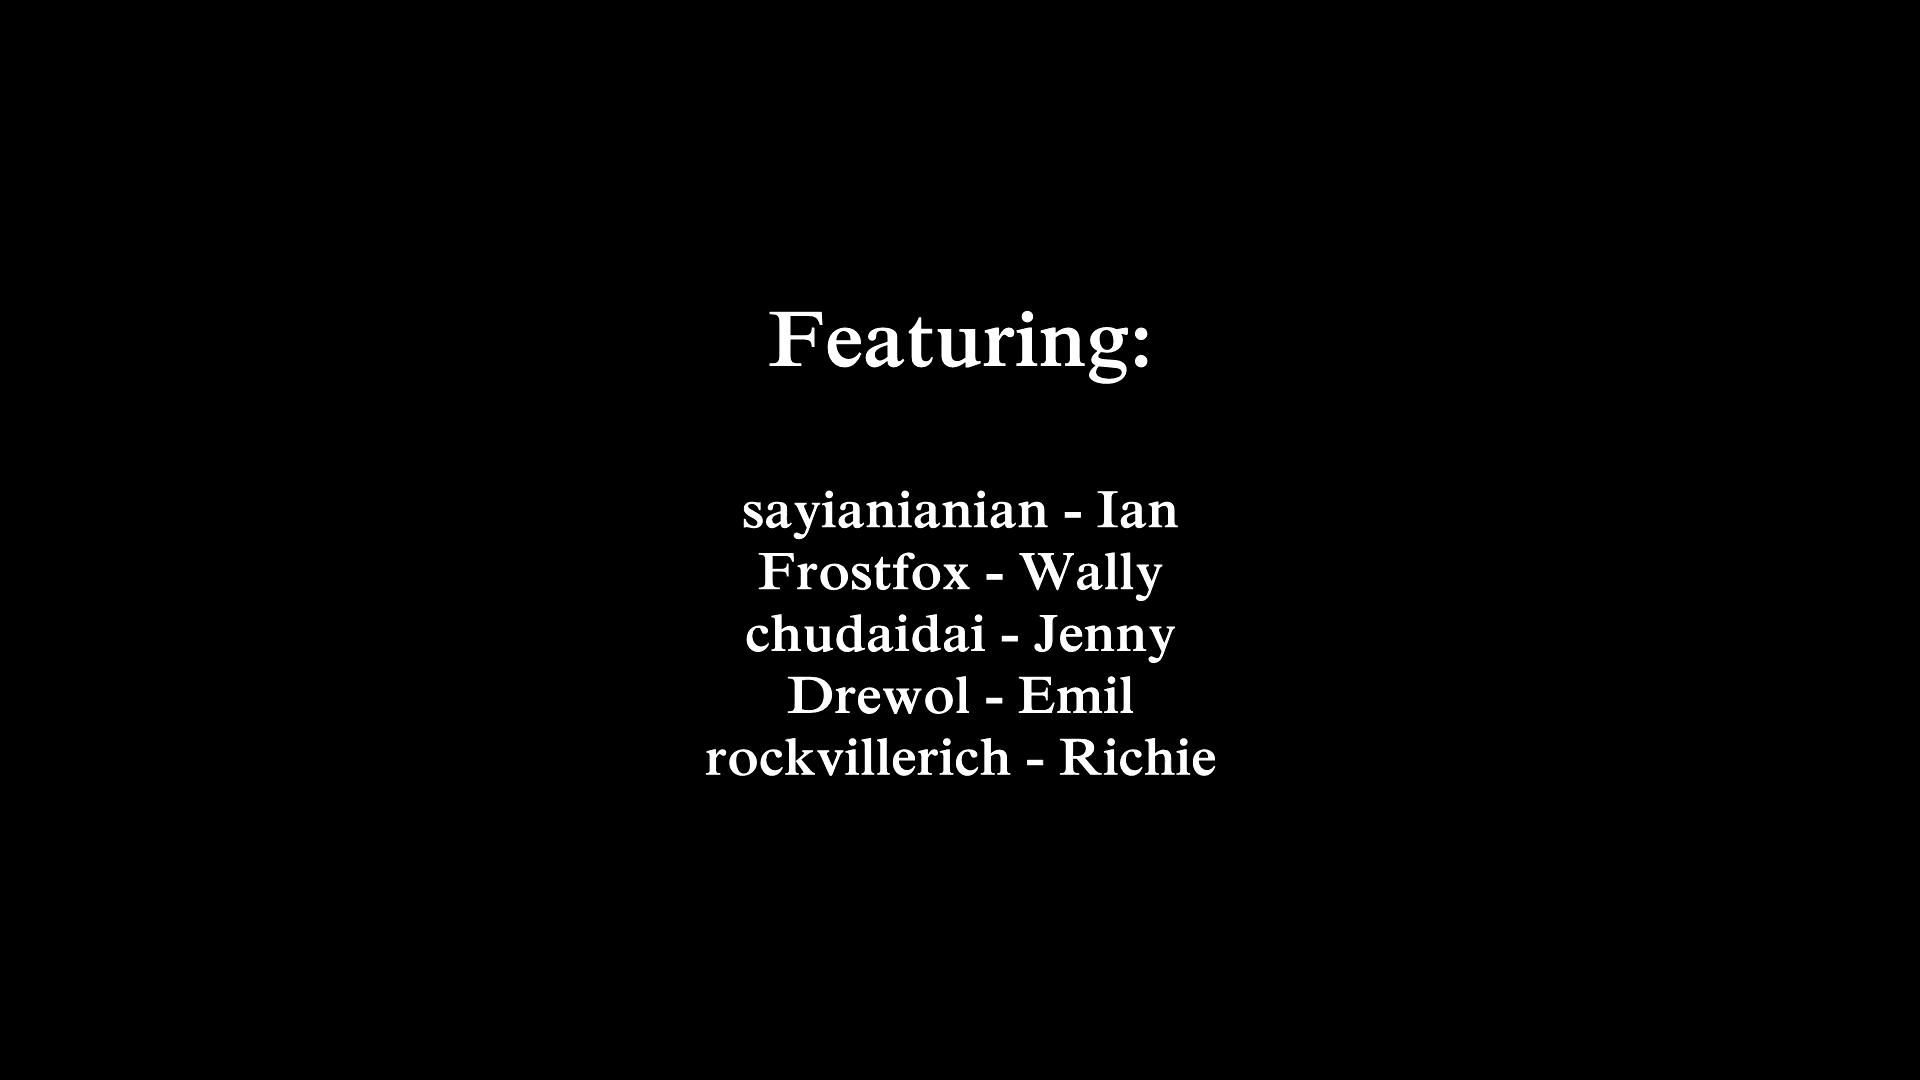 Featuring:
sayianianian - Ian
Frostfox - Wally
chudaidai - Jenny
Drewol - Emil
rockvillerich - Richie